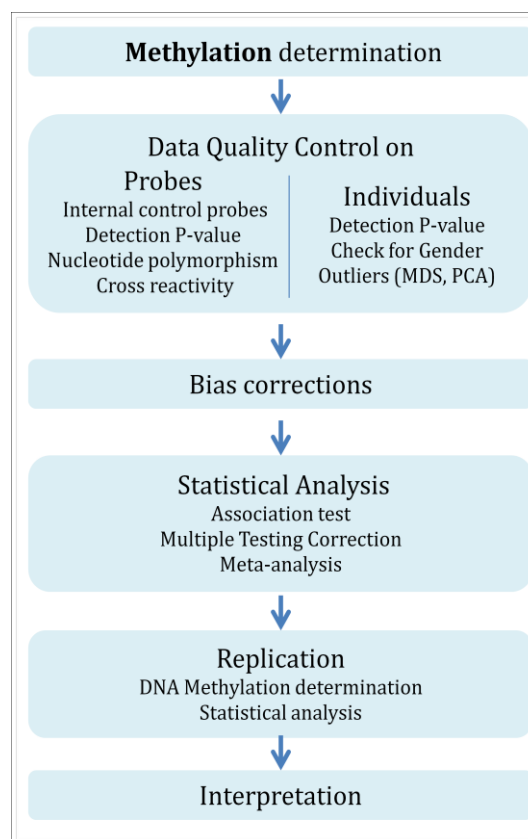 Methylation determination
Data Quality Control on
Probes
Internal control probes
Detection P-value
Nucleotide polymorphism
Cross reactivity
Individuals
Detection P-value
Check for Gender
Outliers (MDS, PCA)
Bias corrections
Statistical Analysis
Association test
Multiple Testing Correction
Meta-analysis
Replication
DNA Methylation determination
Statistical analysis
Interpretation